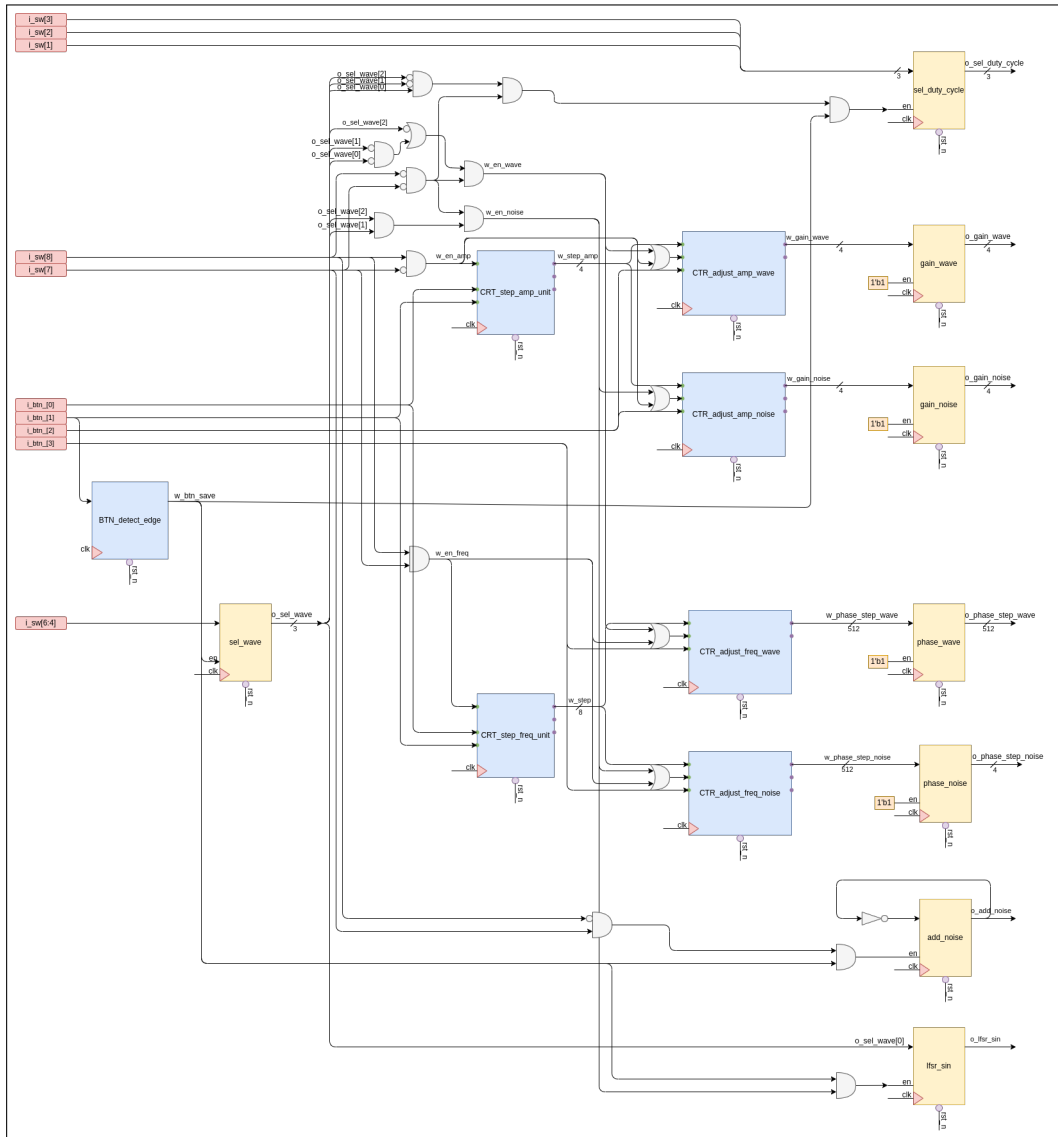 i_sw[3]
i_sw[2]
i_sw[1]
o_sel_duty_cycle
3
3
sel_duty_cycle
en
clk
rst_n
o_sel_wave[2]
o_sel_wave[1]
o_sel_wave[0]
o_sel_wave[2]
o_sel_wave[1]
o_sel_wave[0]
w_en_wave
o_sel_wave[2]
o_sel_wave[1]
w_en_noise
i_sw[8]
i_sw[7]
w_en_amp
w_step_amp
4
CRT_step_amp_unit
clk
rst_n
w_gain_wave
4
CTR_adjust_amp_wave
clk
rst_n
o_gain_wave
4
gain_wave
1'b1
en
clk
rst_n
w_gain_noise
4
CTR_adjust_amp_noise
clk
rst_n
o_gain_noise
4
gain_noise
1'b1
en
clk
rst_n
i_btn_[0]
i_btn_[1]
i_btn_[2]
i_btn_[3]
w_btn_save
BTN_detect_edge
clk
rst_n
w_en_freq
i_sw[6:4]
o_sel_wave
3
sel_wave
en
clk
rst_n
w_phase_step_wave
512
CTR_adjust_freq_wave
clk
rst_n
o_phase_step_wave
512
phase_wave
1'b1
en
clk
rst_n
w_step
8
CRT_step_freq_unit
clk
rst_n
w_phase_step_noise
512
CTR_adjust_freq_noise
clk
rst_n
o_phase_step_noise
4
phase_noise
1'b1
en
clk
rst_n
o_add_noise
add_noise
en
clk
rst_n
o_sel_wave[0]
o_lfsr_sin
lfsr_sin
en
clk
rst_n